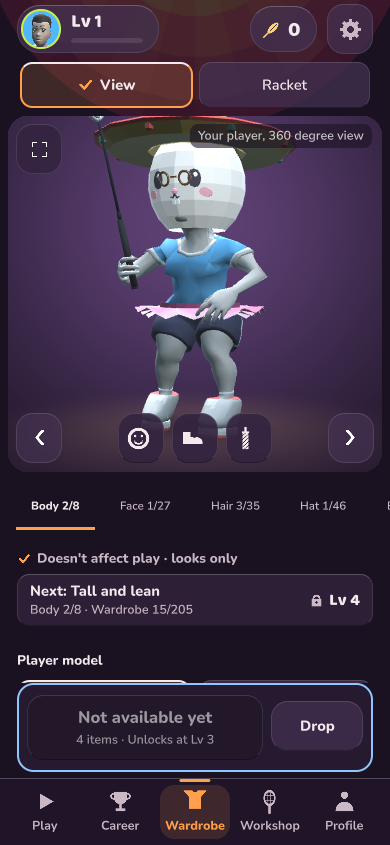 Lv 1
0
View
Racket
Your player, 360 degree view
Body 2/8
Face 1/27
Hair 3/35
Hat 1/46
Doesn't affect play · looks only
Next: Tall and lean
Body 2/8 · Wardrobe 15/205
Lv 4
Player model
Not available yet
4 items · Unlocks at Lv 3
Drop
Play
Career
Wardrobe
Workshop
Profile